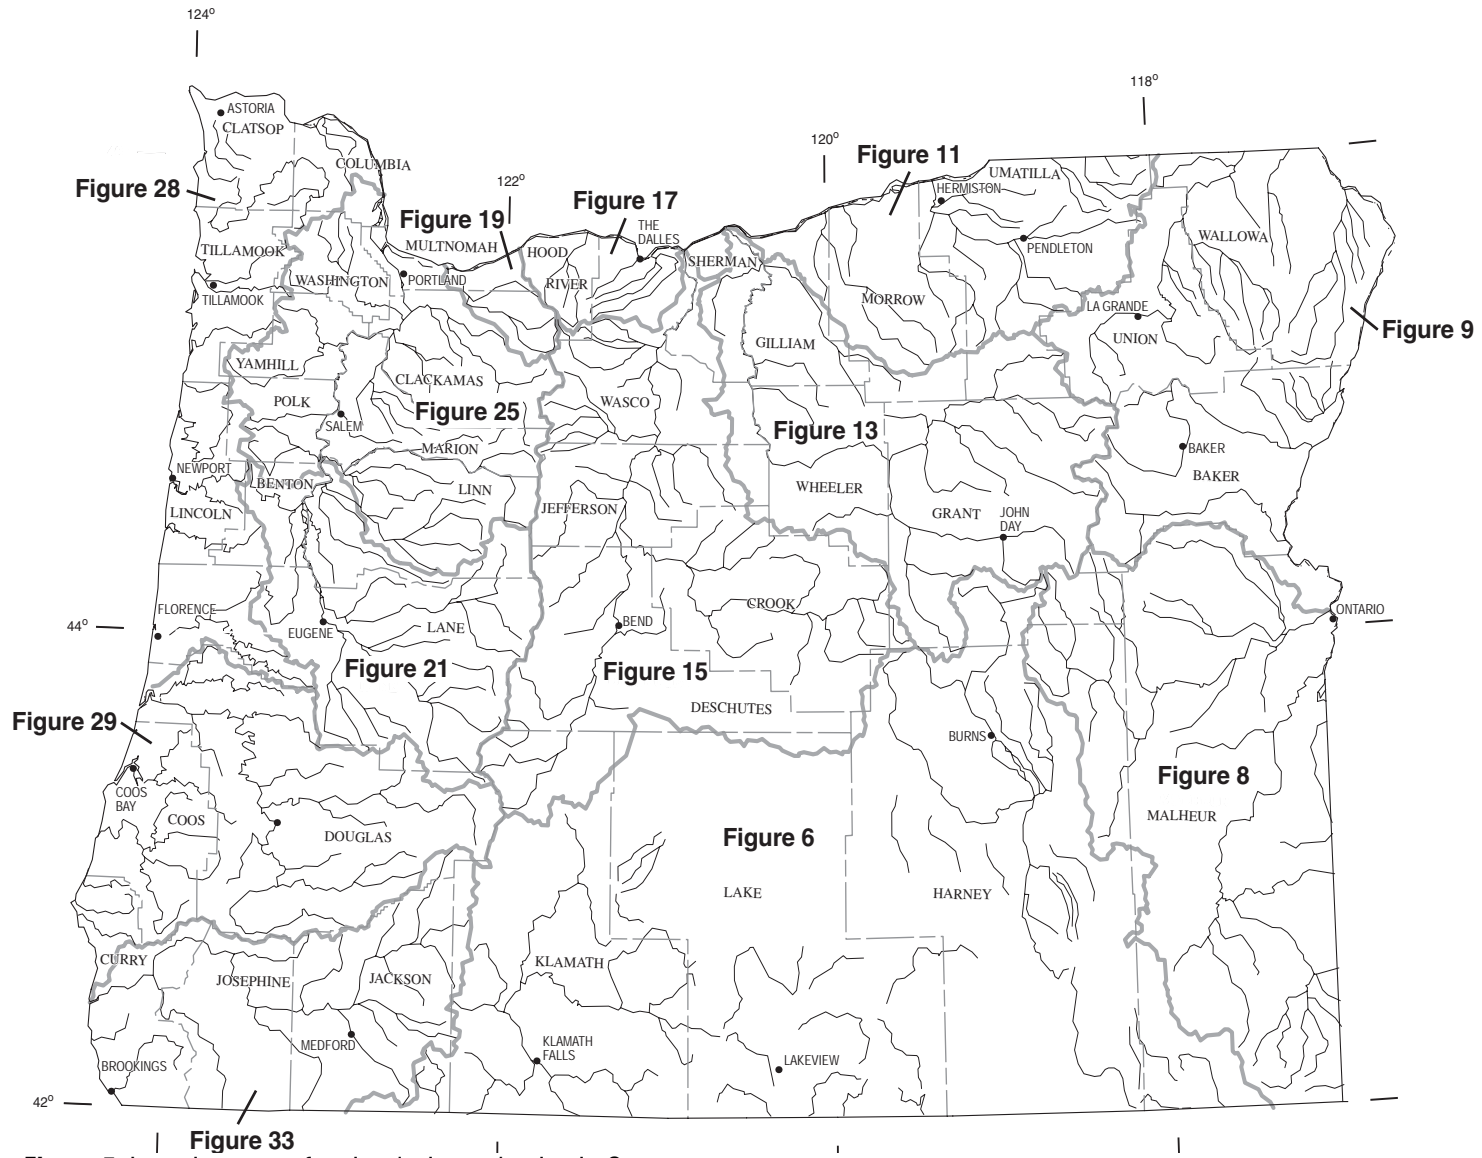 124°
118°
ASTORIA
CLATSOP
120°
Figure 11
COLUMBIA
UMATILLA
Figure 28
122°
HERMISTON
Figure 17
Figure 19
THE
DALLES
WALLOWA
MULTNOMAH
HOOD
RIVER
PENDLETON
TILLAMOOK
SHERMAN
WASHINGTON
PORTLAND
TILLAMOOK
MORROW
LA GRANDE
Figure 9
UNION
GILLIAM
YAMHILL
CLACKAMAS
POLK
Figure 25
WASCO
SALEM
Figure 13
MARION
BAKER
NEWPORT
BAKER
BENTON
LINN
WHEELER
LINCOLN
JEFFERSON
GRANT
JOHN
DAY
CROOK
FLORENCE
ONTARIO
44°
EUGENE
LANE
BEND
Figure 21
Figure 15
DESCHUTES
Figure 29
BURNS
Figure 8
COOS
BAY
COOS
MALHEUR
DOUGLAS
Figure 6
LAKE
HARNEY
CURRY
KLAMATH
JOSEPHINE
JACKSON
MEDFORD
KLAMATH
FALLS
BROOKINGS
LAKEVIEW
42°
Figure 33